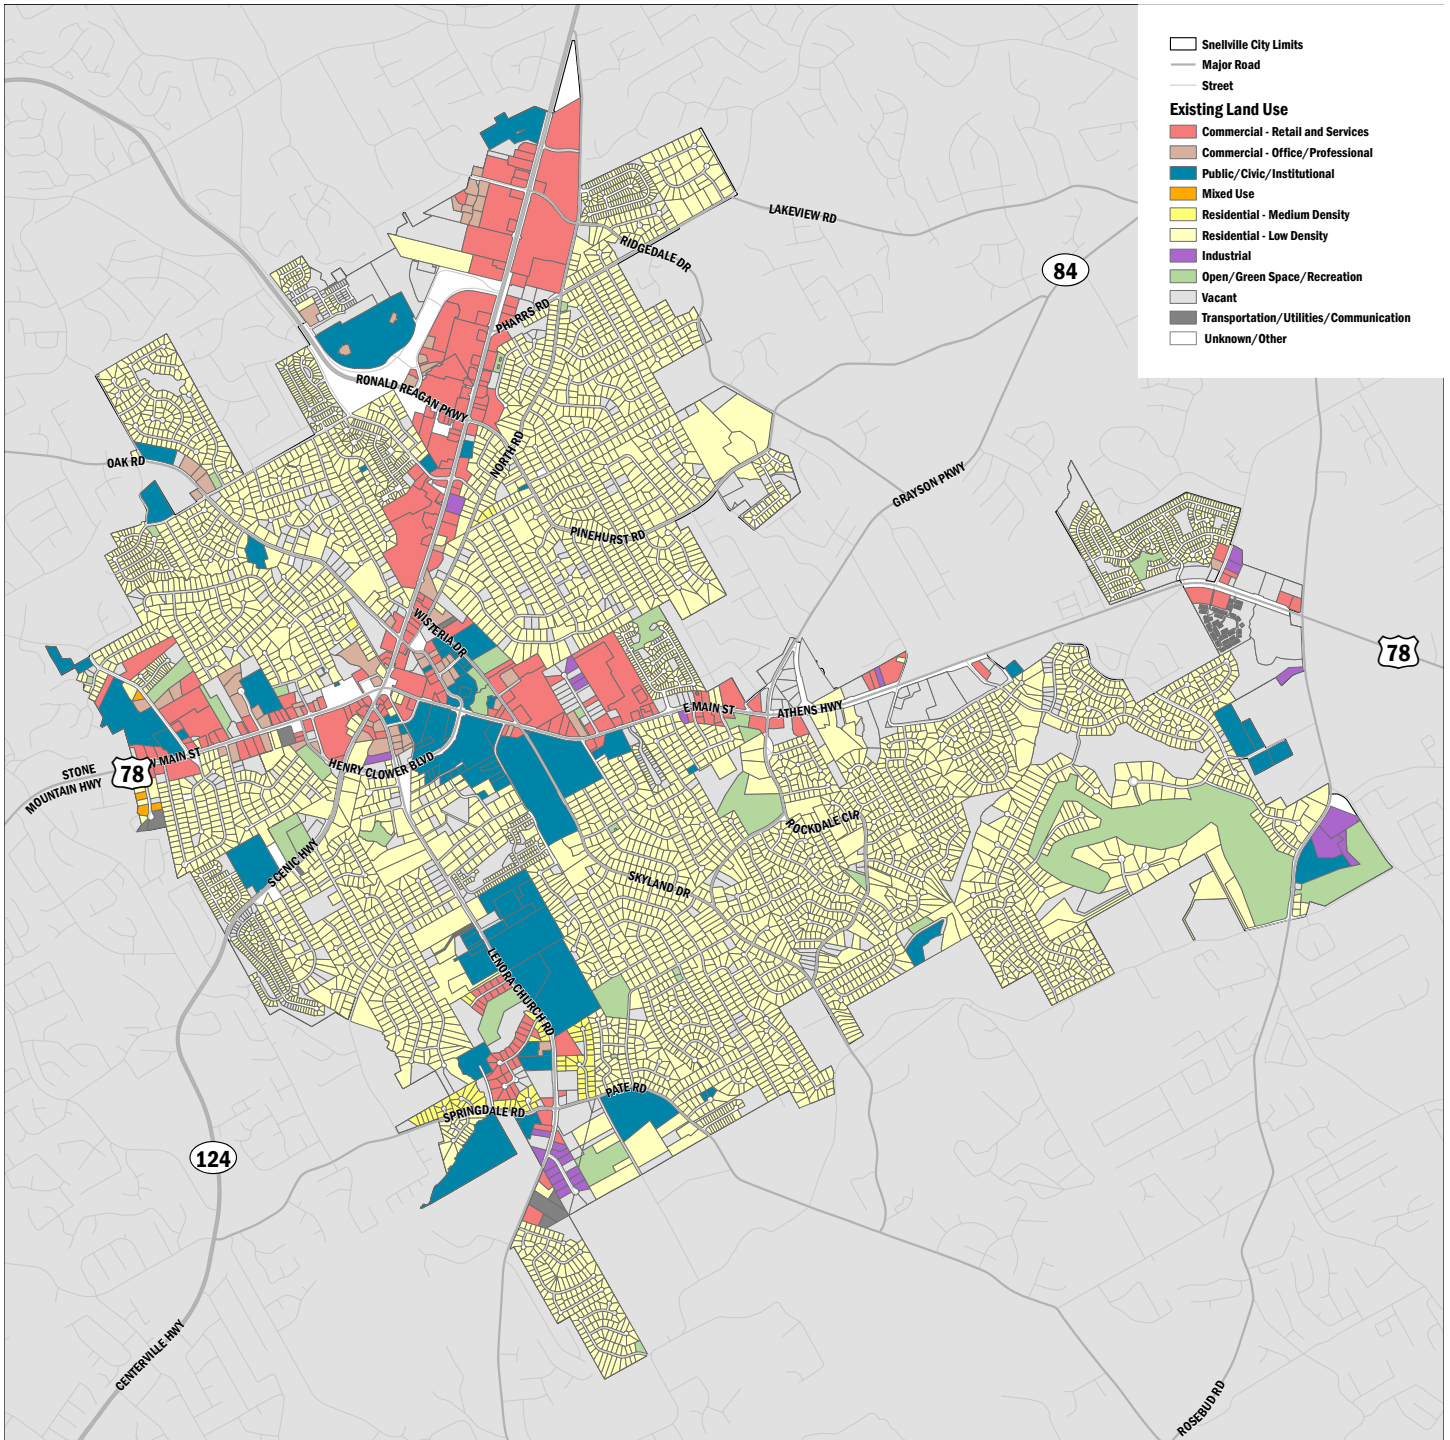 Snellville City Limits
Major Road
Street
Existing Land Use
Commercial - Retail and Services
Commercial - Office/Professional
Public/Civic/Institutional
Mixed Use
Residential - Medium Density
Residential - Low Density
Industrial
Open/Green Space/Recreation
Vacant
Transportation/Utilities/Communication
Unknown/Other
LAKEVIEW RD
RIDGEDALE DR
84
PHARRS RD
RONALD REAGAN PKWY
NORTH RD
OAK RD
GRAYSON PKWY
PINEHURST RD
WISTERIA DR
78
E MAIN ST
ATHENS HWY
W MAIN ST
HENRY CLOWER BLVD
STONE
MOUNTAIN HWY
78
ROCKDALE CIR
SCENIC HWY
SKYLAND DR
LENORA CHURCH RD
PATE RD
SPRINGDALE RD
124
CENTERVILLE HWY
ROSEBUD RD